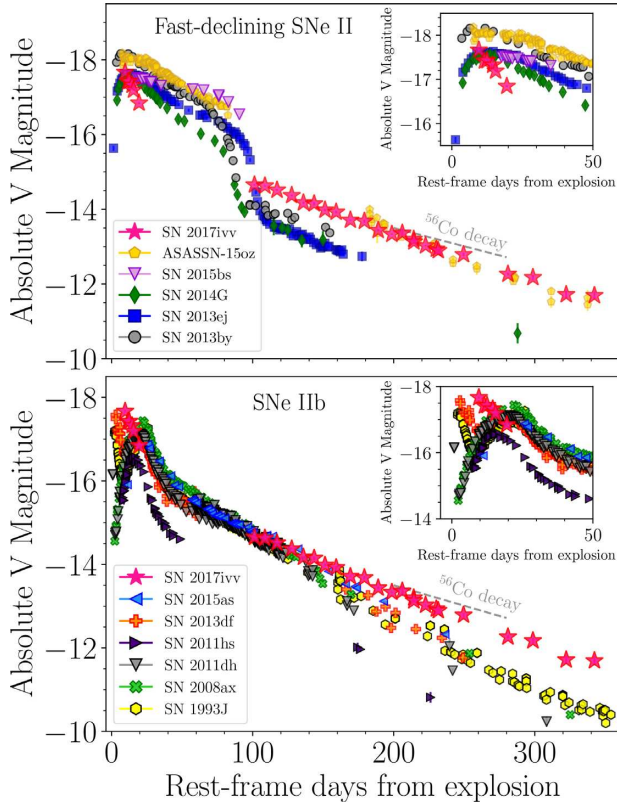 Fast-declining SNe II
Absolute V Magnitude
−18
−16
−14
−12
−10
SN 2017ivv
ASASSN-15oz
SN 2015bs
SN 2014G
SN 2013ej
SN 2013by
⁵⁶Co decay
Absolute V Magnitude
−18
−17
−16
0
50
Rest-frame days from explosion
SNe IIb
Absolute V Magnitude
−18
−16
−14
−12
−10
SN 2017ivv
SN 2015as
SN 2013df
SN 2011hs
SN 2011dh
SN 2008ax
SN 1993J
⁵⁶Co decay
Absolute V Magnitude
−18
−16
−14
0
50
Rest-frame days from explosion
0
100
200
300
Rest-frame days from explosion